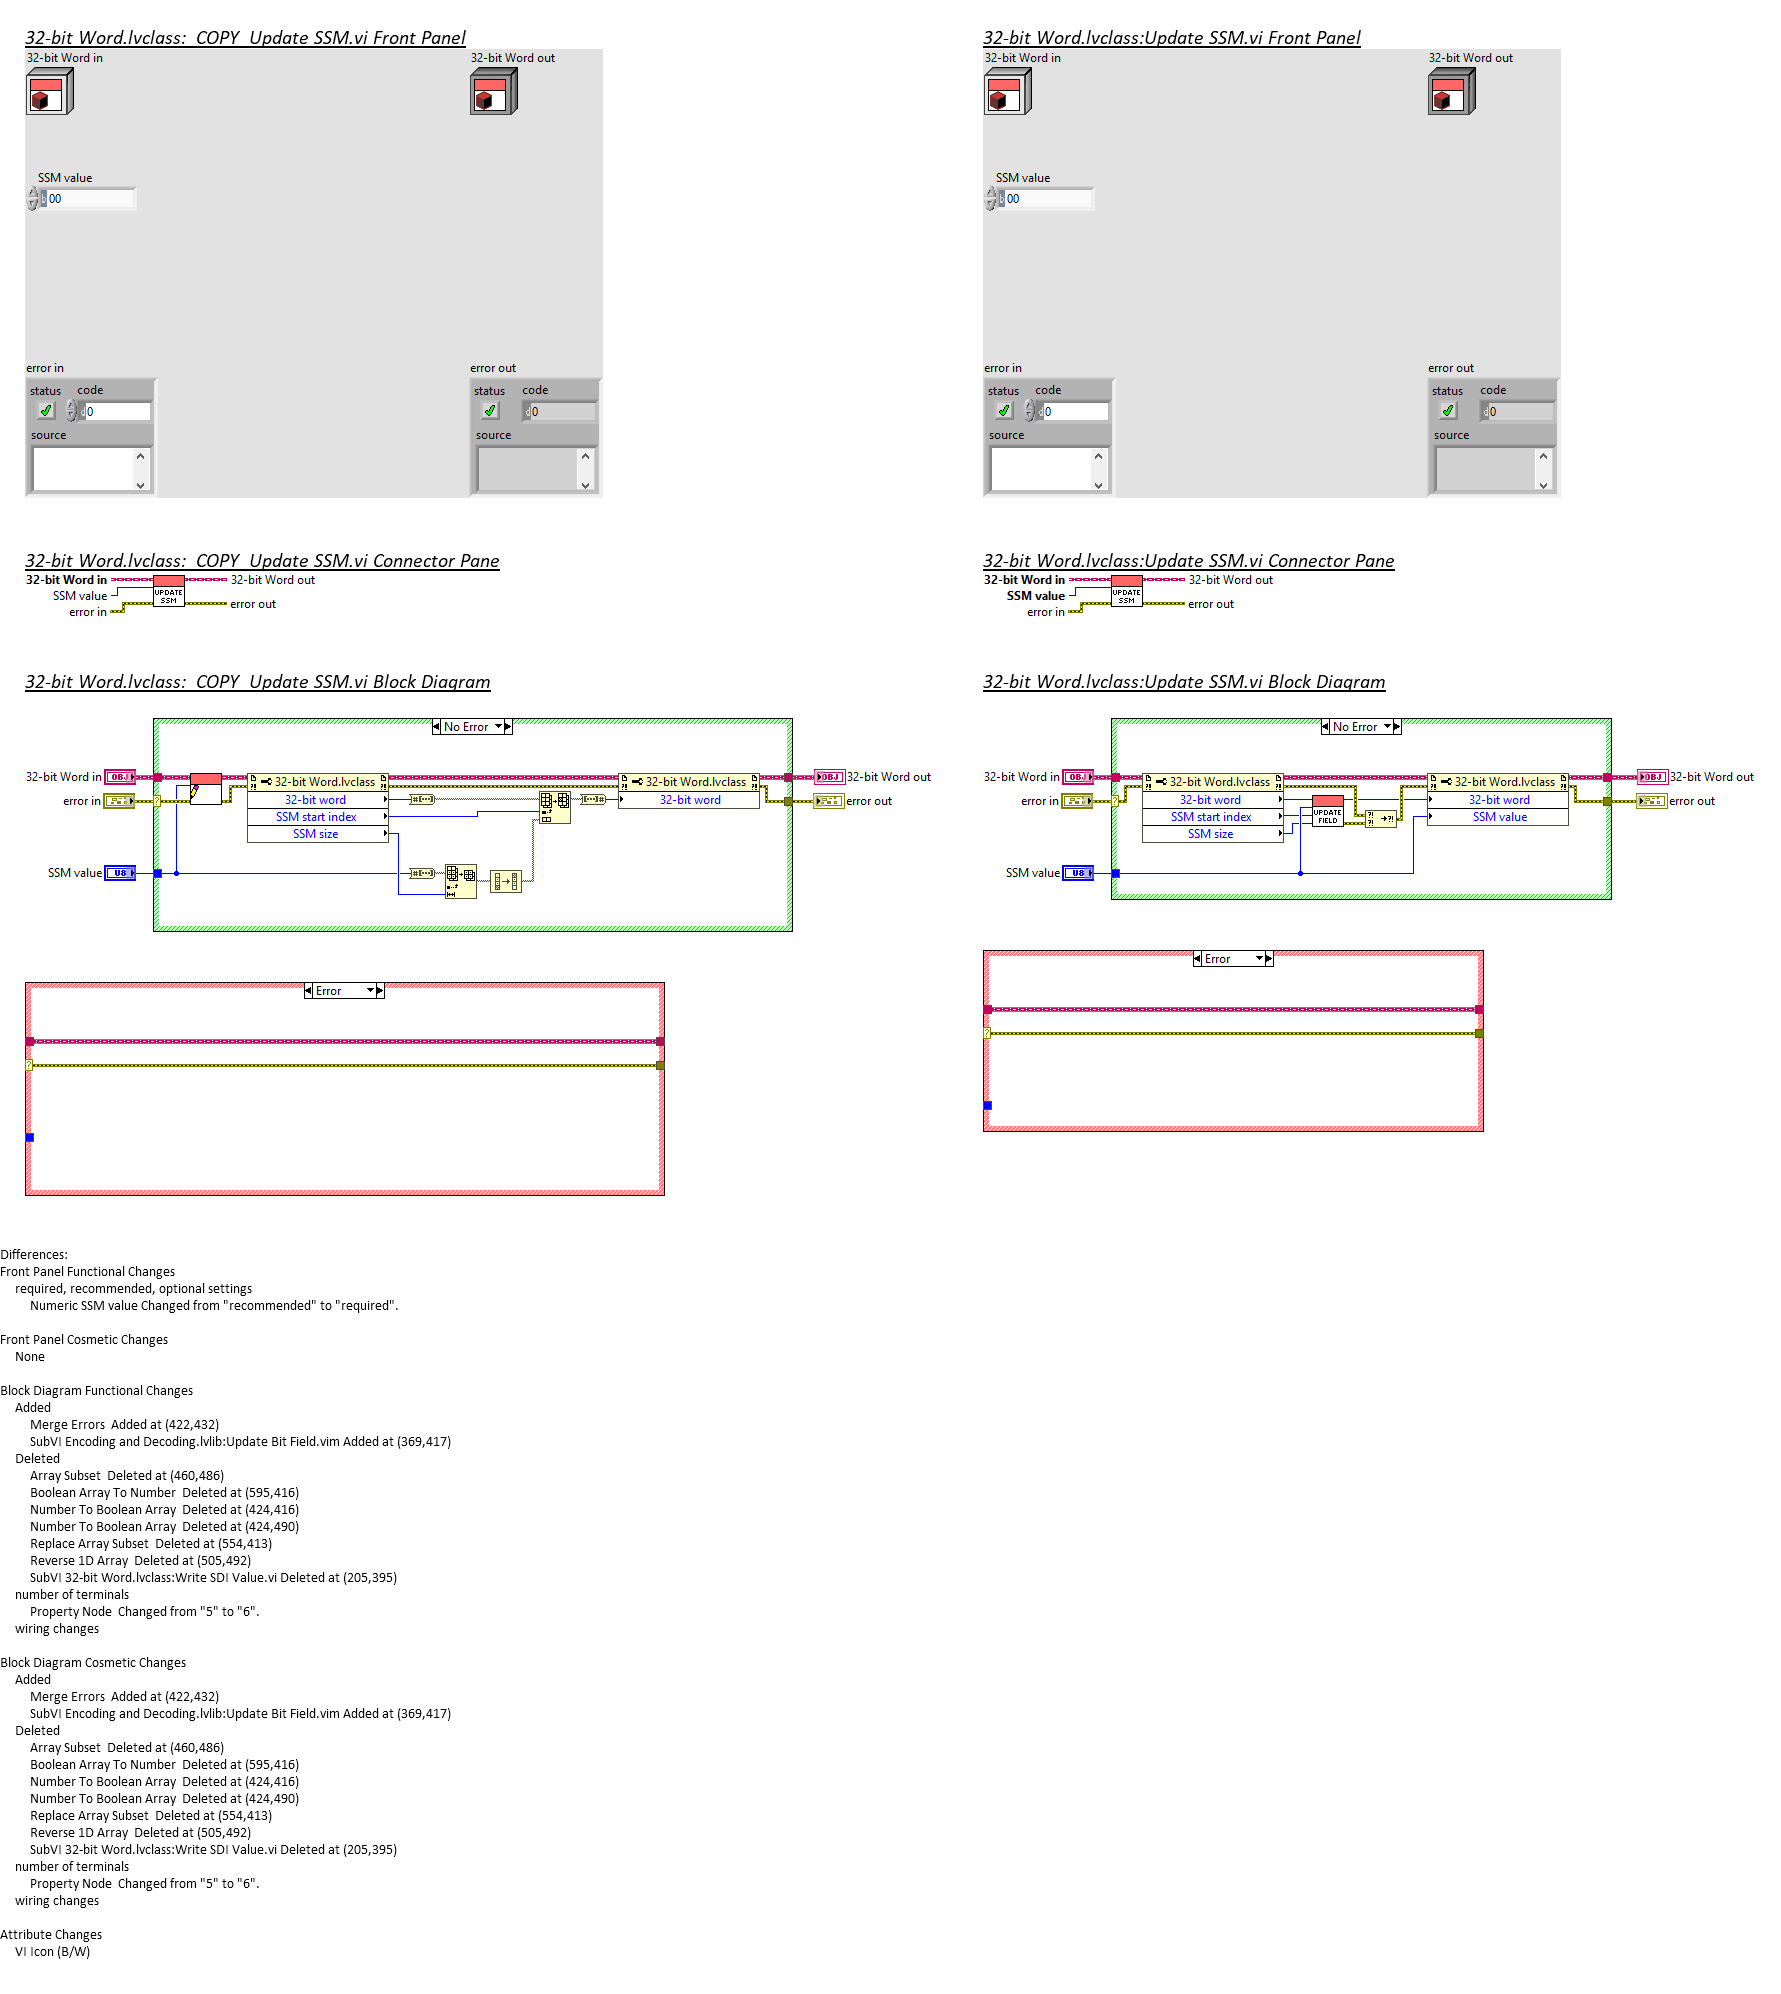 32-bit Word.lvclass:  COPY  Update SSM.vi Front Panel
32-bit Word in
32-bit Word out
SSM value
00
error in
status
code
0
source
error out
status
code
0
source
32-bit Word.lvclass:Update SSM.vi Front Panel
32-bit Word in
32-bit Word out
SSM value
00
error in
status
code
0
source
error out
status
code
0
source
32-bit Word.lvclass:  COPY  Update SSM.vi Connector Pane
32-bit Word in
SSM value
error in
UPDATE
SSM
32-bit Word out
error out
32-bit Word.lvclass:Update SSM.vi Connector Pane
32-bit Word in
SSM value
error in
UPDATE
SSM
32-bit Word out
error out
32-bit Word.lvclass:  COPY  Update SSM.vi Block Diagram
No Error
32-bit Word in
OBJ
error in
SSM value
U8
32-bit Word.lvclass
32-bit word
SSM start index
SSM size
32-bit Word.lvclass
32-bit word
OBJ
32-bit Word out
error out
Error
32-bit Word.lvclass:Update SSM.vi Block Diagram
No Error
32-bit Word in
OBJ
error in
SSM value
U8
32-bit Word.lvclass
32-bit word
SSM start index
SSM size
UPDATE
FIELD
32-bit Word.lvclass
32-bit word
SSM value
OBJ
32-bit Word out
error out
Error
Differences:
Front Panel Functional Changes
required, recommended, optional settings
Numeric SSM value Changed from "recommended" to "required".
Front Panel Cosmetic Changes
None
Block Diagram Functional Changes
Added
Merge Errors  Added at (422,432)
SubVI Encoding and Decoding.lvlib:Update Bit Field.vim Added at (369,417)
Deleted
Array Subset  Deleted at (460,486)
Boolean Array To Number  Deleted at (595,416)
Number To Boolean Array  Deleted at (424,416)
Number To Boolean Array  Deleted at (424,490)
Replace Array Subset  Deleted at (554,413)
Reverse 1D Array  Deleted at (505,492)
SubVI 32-bit Word.lvclass:Write SDI Value.vi Deleted at (205,395)
number of terminals
Property Node  Changed from "5" to "6".
wiring changes
Block Diagram Cosmetic Changes
Added
Merge Errors  Added at (422,432)
SubVI Encoding and Decoding.lvlib:Update Bit Field.vim Added at (369,417)
Deleted
Array Subset  Deleted at (460,486)
Boolean Array To Number  Deleted at (595,416)
Number To Boolean Array  Deleted at (424,416)
Number To Boolean Array  Deleted at (424,490)
Replace Array Subset  Deleted at (554,413)
Reverse 1D Array  Deleted at (505,492)
SubVI 32-bit Word.lvclass:Write SDI Value.vi Deleted at (205,395)
number of terminals
Property Node  Changed from "5" to "6".
wiring changes
Attribute Changes
VI Icon (B/W)